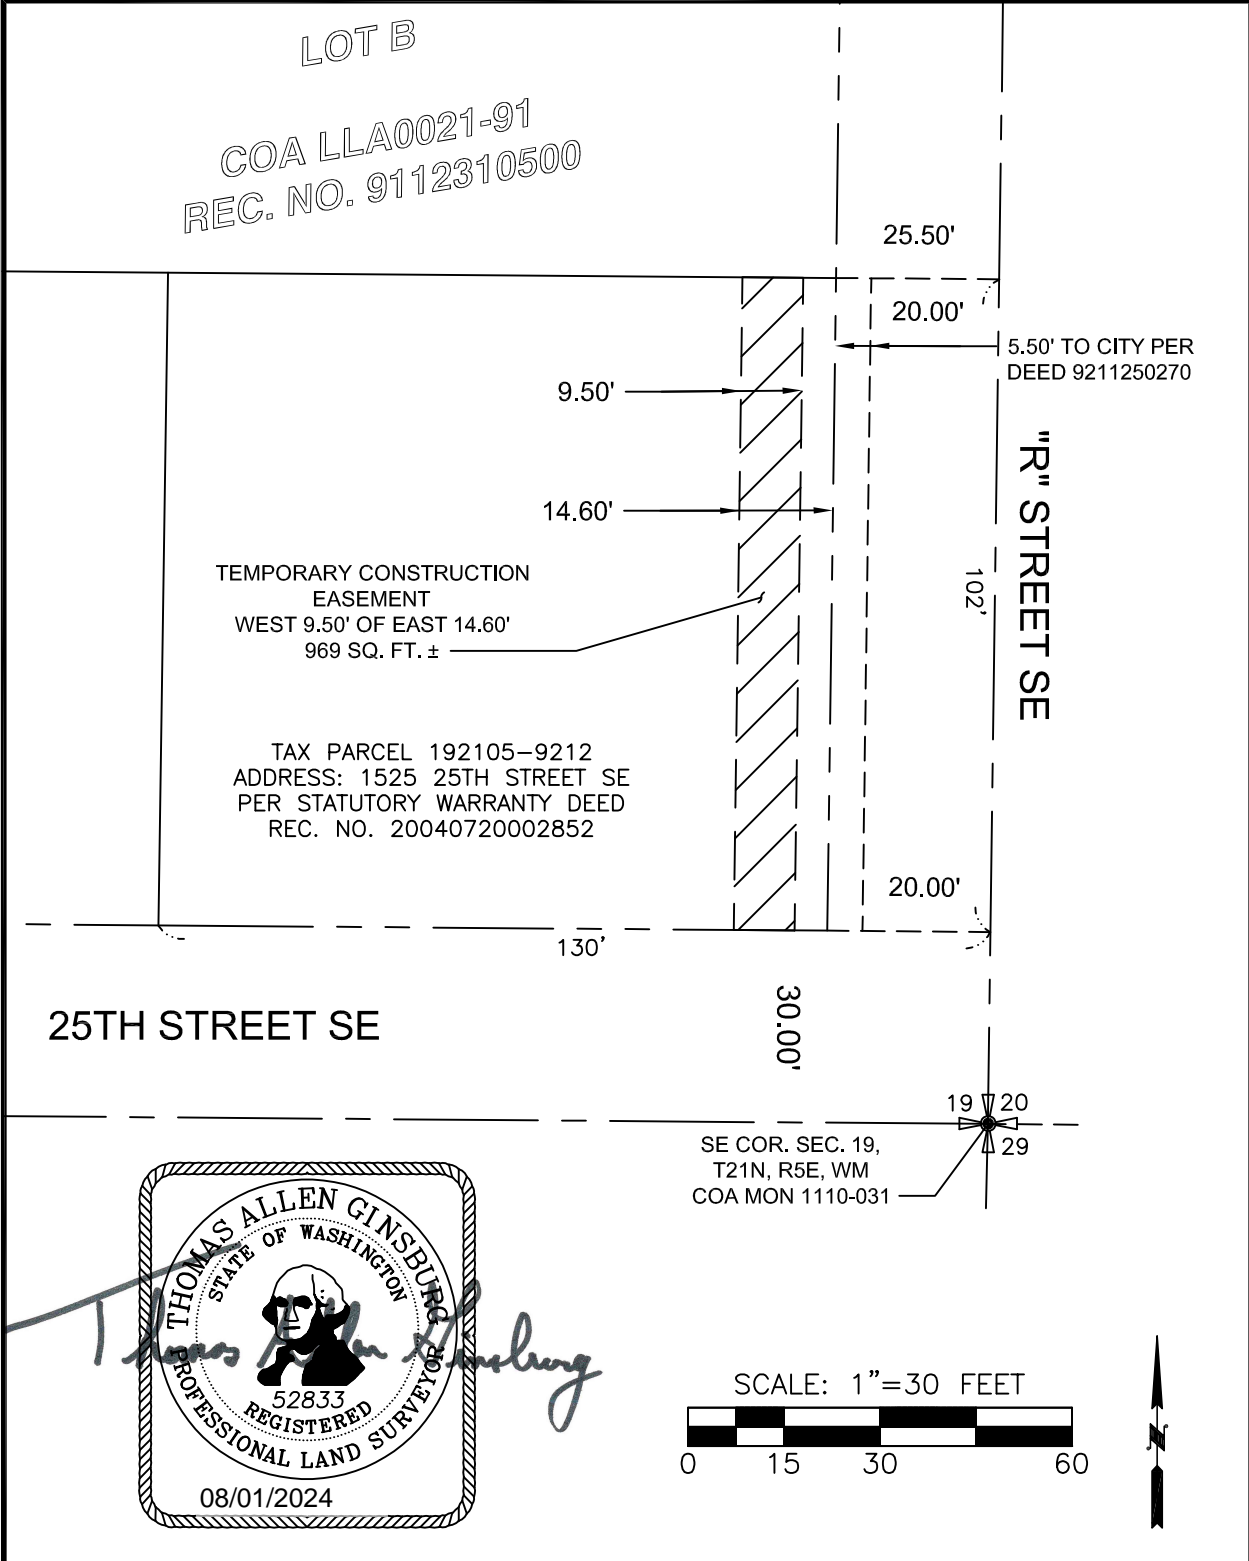 LOT B
COA LLA0021-91
REC. NO. 9112310500
25.50'
20.00'
5.50' TO CITY PER
DEED 9211250270
9.50'
14.60'
"R" STREET SE
102'
TEMPORARY CONSTRUCTION
EASEMENT
WEST 9.50' OF EAST 14.60'
969 SQ. FT. ±
TAX PARCEL 192105-9212
ADDRESS: 1525 25TH STREET SE
PER STATUTORY WARRANTY DEED
REC. NO. 20040720002852
20.00'
130'
25TH STREET SE
30.00'
19 20
29
SE COR. SEC. 19,
T21N, R5E, WM
COA MON 1110-031
THOMAS ALLEN GINSBURG
STATE OF WASHINGTON
Thomas Allen Ginsburg
52833
REGISTERED
PROFESSIONAL LAND SURVEYOR
08/01/2024
SCALE: 1"=30 FEET
0 15 30 60
N